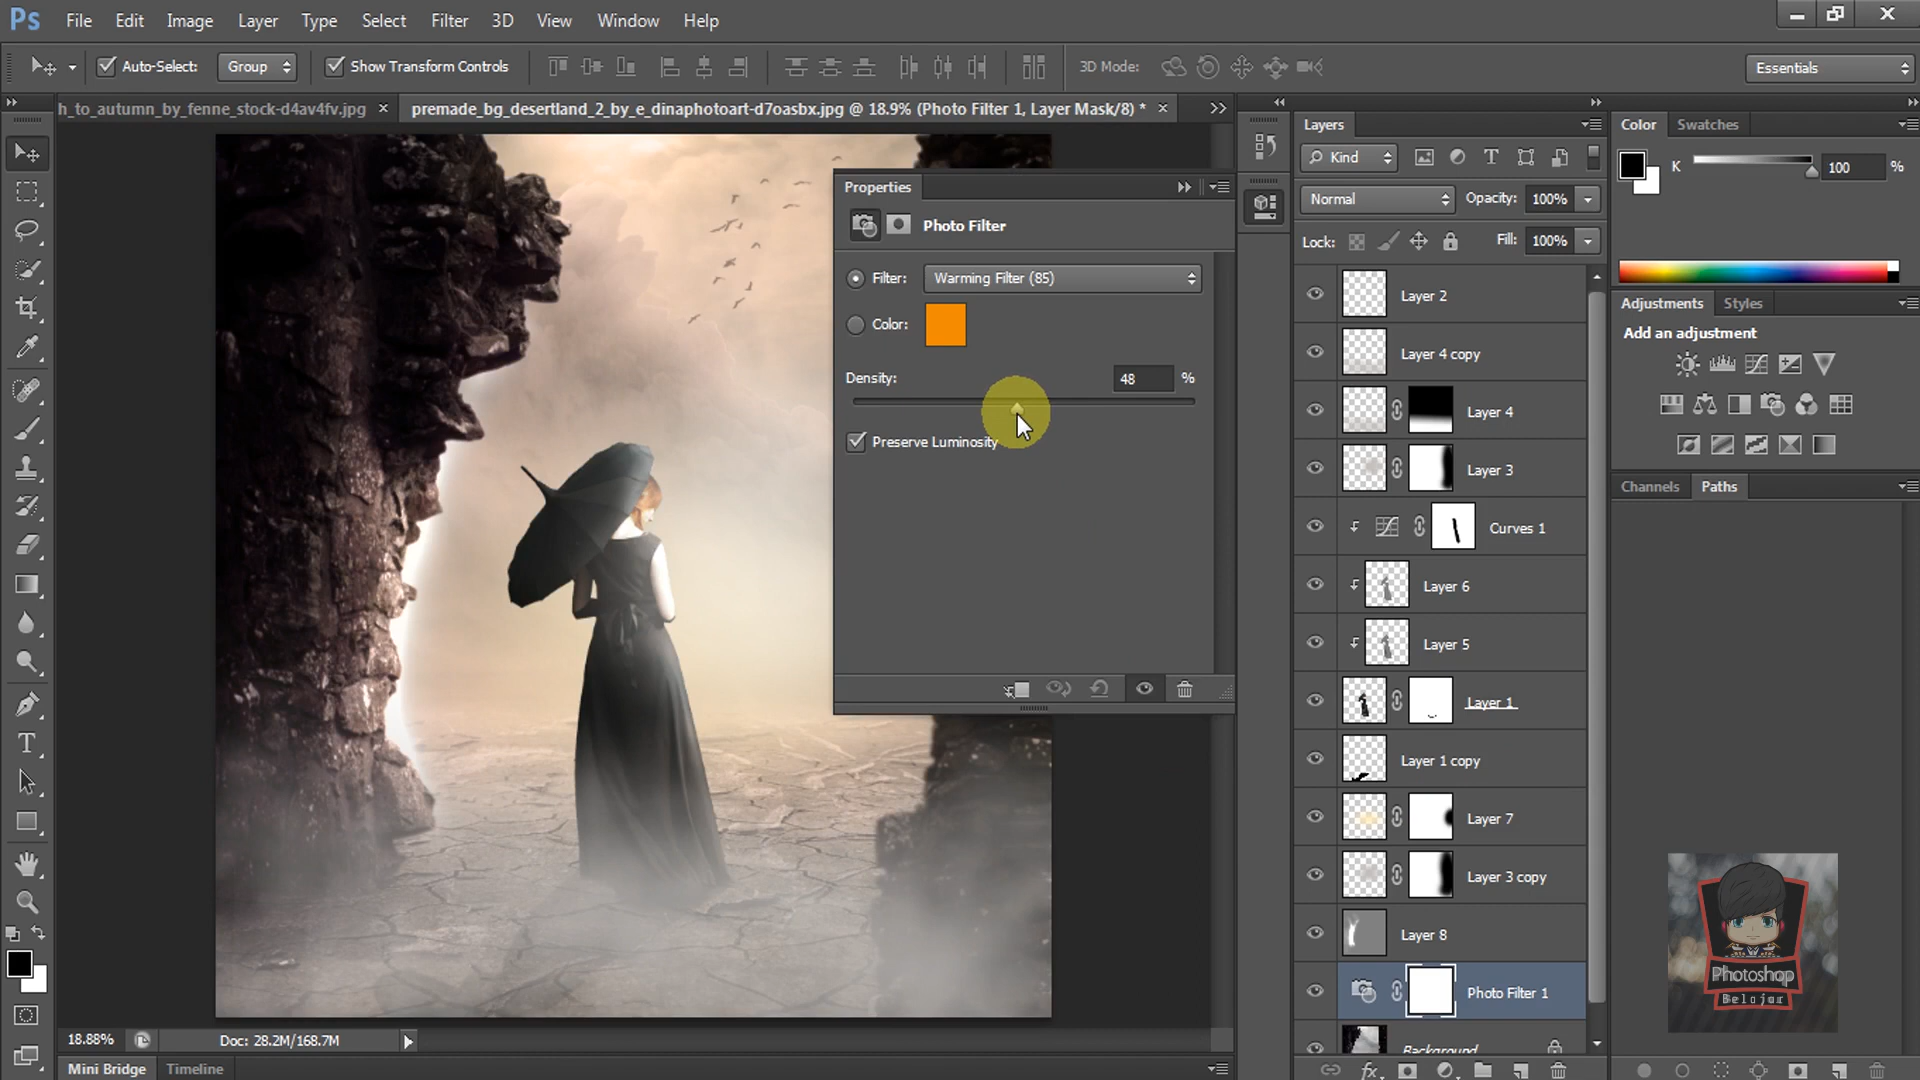 Ps File Edit Image Layer Type Select Filter 3D View Window Help
Auto-Select: Group Show Transform Controls 3D Mode: Essentials
h_to_autumn_by_fenne_stock-d4av4fv.jpg × premade_bg_desertland_2_by_e_dinaphotoart-d7oasbx.jpg @ 18.9% (Photo Filter 1, Layer Mask/8) * ×
Properties
Photo Filter
Filter: Warming Filter (85)
Color:
Density: 48 %
Preserve Luminosity
Layers
Kind
Normal Opacity: 100%
Lock: Fill: 100%
Layer 2
Layer 4 copy
Layer 4
Layer 3
Curves 1
Layer 6
Layer 5
Layer 1
Layer 1 copy
Layer 7
Layer 3 copy
Layer 8
Photo Filter 1
Background
Color Swatches
K 100 %
Adjustments Styles
Add an adjustment
Channels Paths
Photoshop
Belajar
18.88% Doc: 28.2M/168.7M
Mini Bridge Timeline